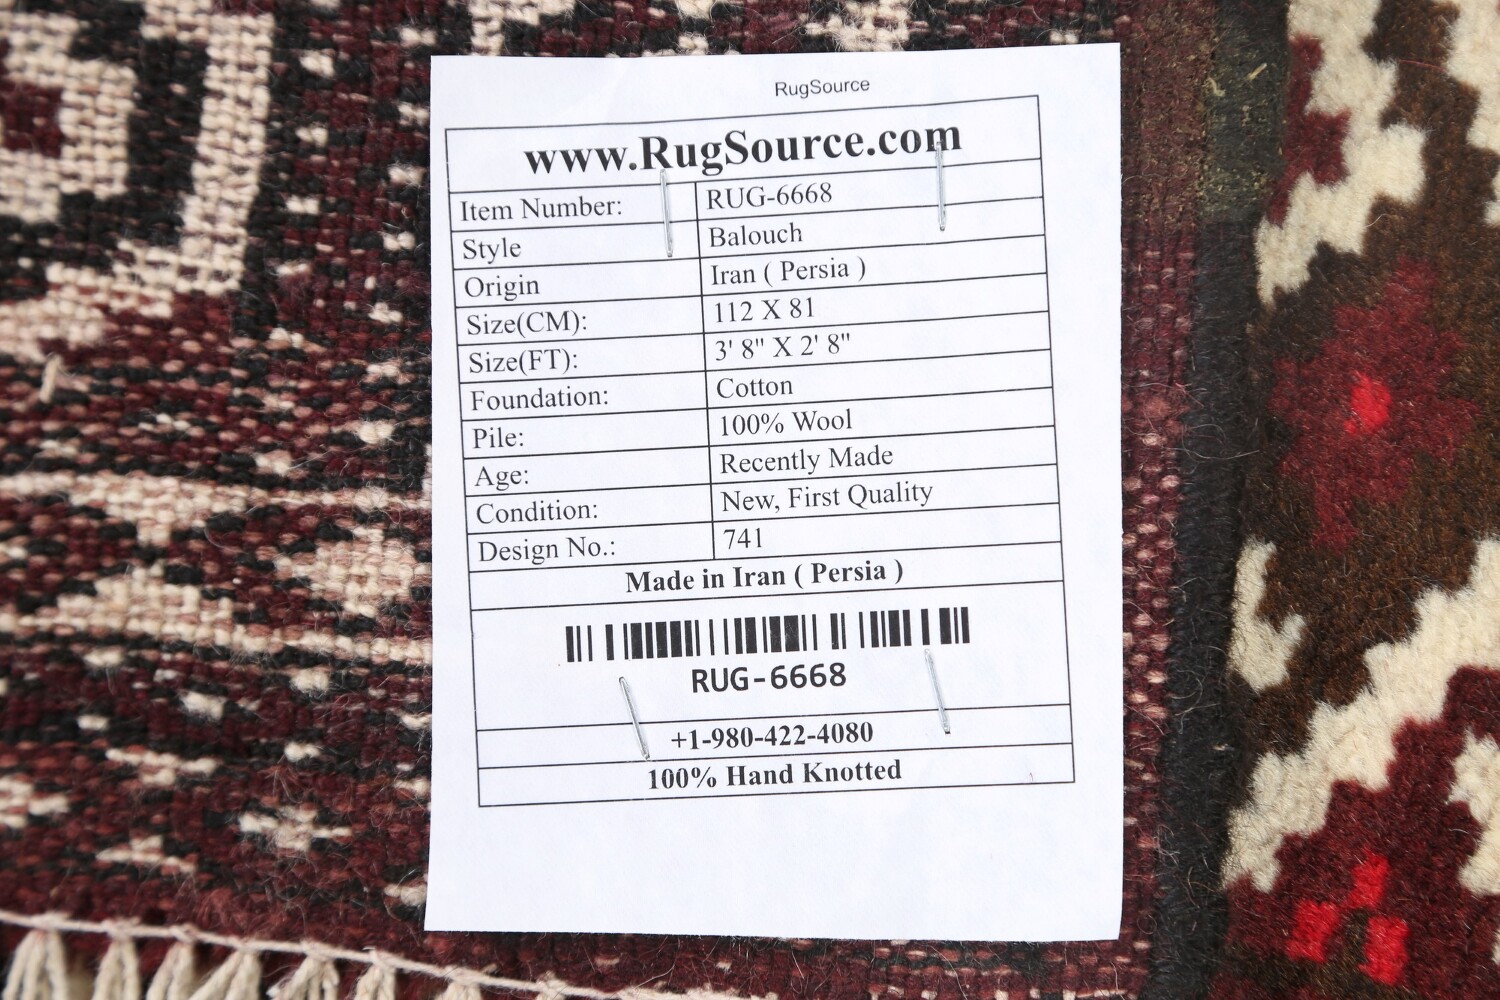 RugSource
www.RugSource.com
Item Number: RUG-6668
Style Balouch
Origin Iran ( Persia )
Size(CM): 112 X 81
Size(FT): 3' 8" X 2' 8"
Foundation: Cotton
Pile: 100% Wool
Age: Recently Made
Condition: New, First Quality
Design No.: 741
Made in Iran ( Persia )
RUG-6668
+1-980-422-4080
100% Hand Knotted